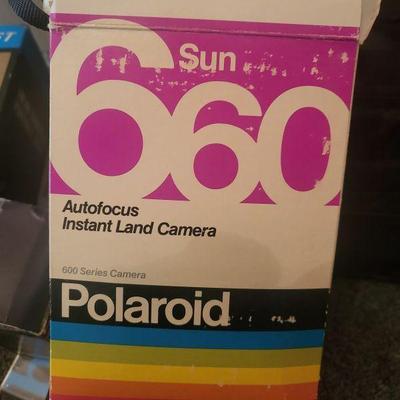 Sun
660
Autofocus
Instant Land Camera
600 Series Camera
Polaroid